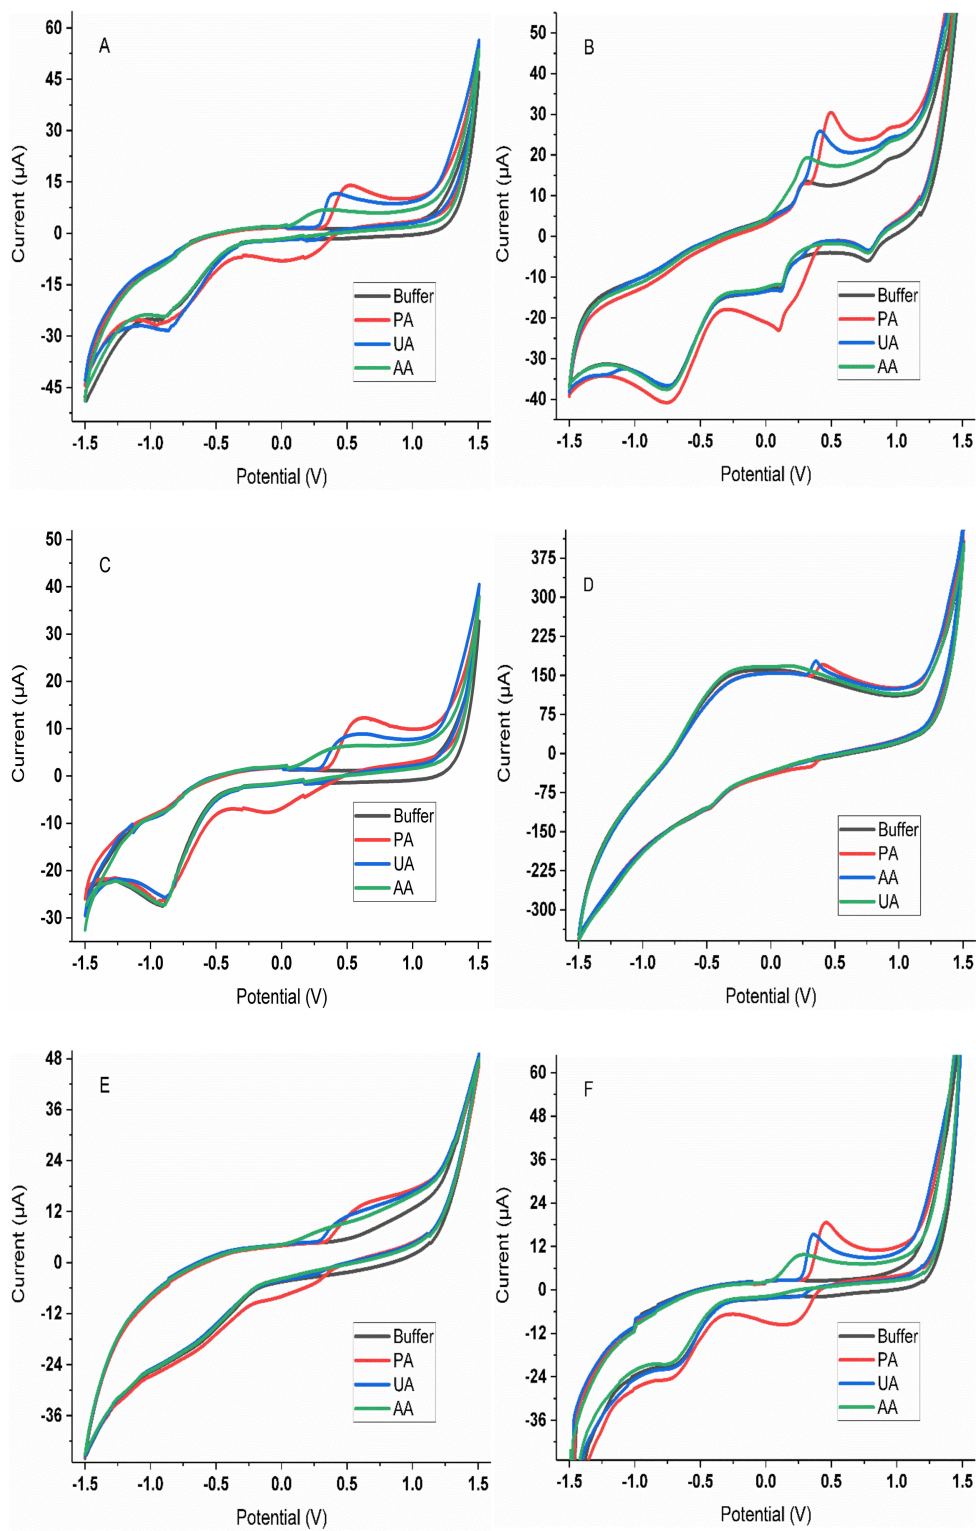 A
Current (µA)
60
45
30
15
0
-15
-30
-45
Buffer
PA
UA
AA
-1.5 -1.0 -0.5 0.0 0.5 1.0 1.5
Potential (V)
B
Current (µA)
50
40
30
20
10
0
-10
-20
-30
-40
Buffer
PA
UA
AA
-1.5 -1.0 -0.5 0.0 0.5 1.0 1.5
Potential (V)
C
Current (µA)
50
40
30
20
10
0
-10
-20
-30
Buffer
PA
UA
AA
-1.5 -1.0 -0.5 0.0 0.5 1.0 1.5
Potential (V)
D
Current (µA)
375
300
225
150
75
0
-75
-150
-225
-300
Buffer
PA
AA
UA
-1.5 -1.0 -0.5 0.0 0.5 1.0 1.5
Potential (V)
E
Current (µA)
48
36
24
12
0
-12
-24
-36
Buffer
PA
UA
AA
-1.5 -1.0 -0.5 0.0 0.5 1.0 1.5
Potential (V)
F
Current (µA)
60
48
36
24
12
0
-12
-24
-36
Buffer
PA
UA
AA
-1.5 -1.0 -0.5 0.0 0.5 1.0 1.5
Potential (V)